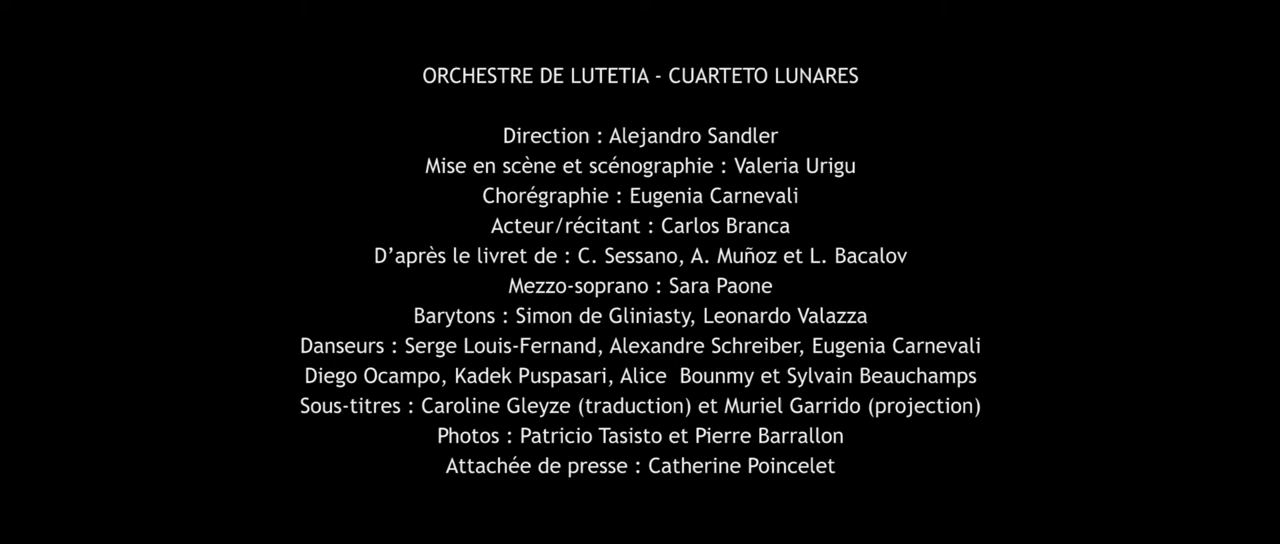 ORCHESTRE DE LUTETIA - CUARTETO LUNARES
Direction : Alejandro Sandler
Mise en scène et scénographie : Valeria Urigu
Chorégraphie : Eugenia Carnevali
Acteur/récitant : Carlos Branca
D’après le livret de : C. Sessano, A. Muñoz et L. Bacalov
Mezzo-soprano : Sara Paone
Barytons : Simon de Gliniasty, Leonardo Valazza
Danseurs : Serge Louis-Fernand, Alexandre Schreiber, Eugenia Carnevali
Diego Ocampo, Kadek Puspasari, Alice  Bounmy et Sylvain Beauchamps
Sous-titres : Caroline Gleyze (traduction) et Muriel Garrido (projection)
Photos : Patricio Tasisto et Pierre Barrallon
Attachée de presse : Catherine Poincelet